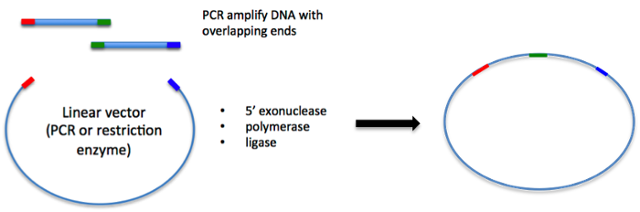 PCR amplify DNA with
overlapping ends
Linear vector
(PCR or restriction
enzyme)
• 5’ exonuclease
• polymerase
• ligase